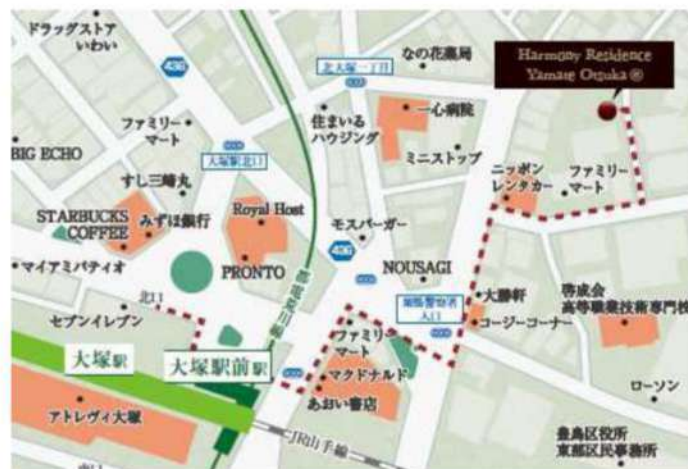 ドラッグストア
いわい
436
なの花薬局
Harmony Residence
Yamate Otsuka®
北大塚一丁目
ファミリー
マート
住まいる
ハウジング
一心病院
BIG ECHO
大塚駅北口
ミニストップ
すし三崎丸
ニッポン
レンタカー
ファミリー
マート
STARBUCKS
COFFEE
みずほ銀行
Royal Host
モスバーガー
マイアミパティオ
PRONTO
NOUSAGI
北口
都電荒川線
巣鴨警察署
入口
大勝軒
啓成会
高等職業技術専門校
セブンイレブン
コージーコーナー
ファミリー
マート
大塚駅
大塚駅前駅
マクドナルド
あおい書店
ローソン
アトレヴィ大塚
JR山手線
豊島区役所
東部区民事務所
南口